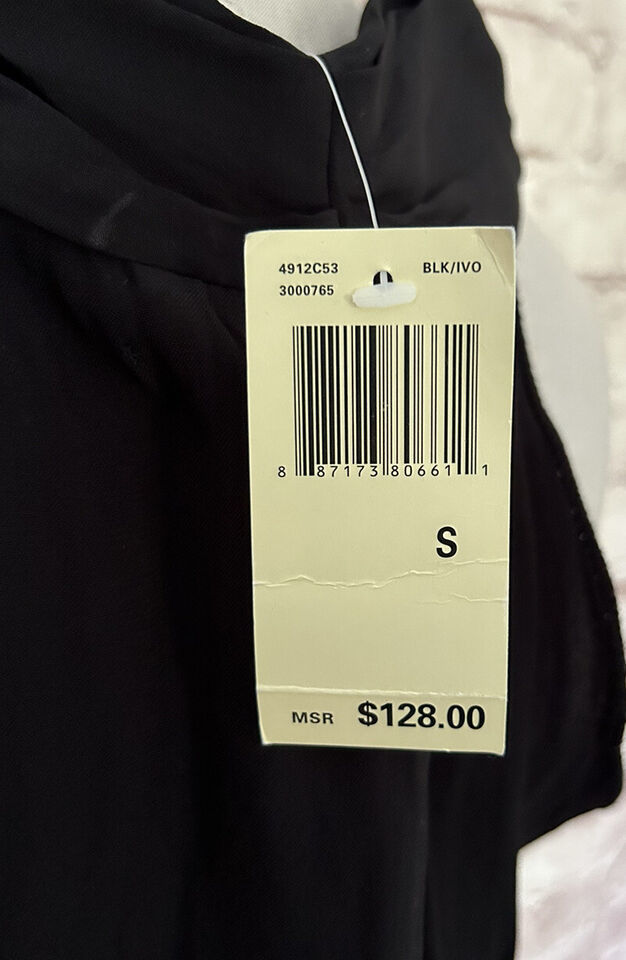 4912C53 BLK/IVO
3000765
8 87173 80661 1
S
MSR $128.00